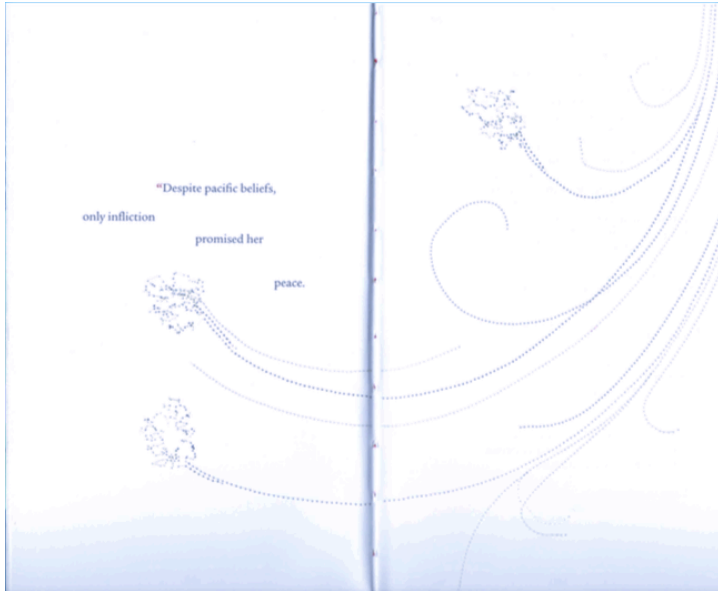 “Despite pacific beliefs,
only infliction
promised her
peace.